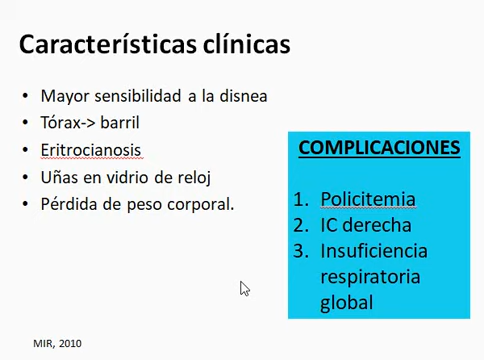 Características clínicas
• Mayor sensibilidad a la disnea
• Tórax-> barril
• Eritrocianosis
• Uñas en vidrio de reloj
• Pérdida de peso corporal.
COMPLICACIONES
1. Policitemia
2. IC derecha
3. Insuficiencia
respiratoria
global
MIR, 2010